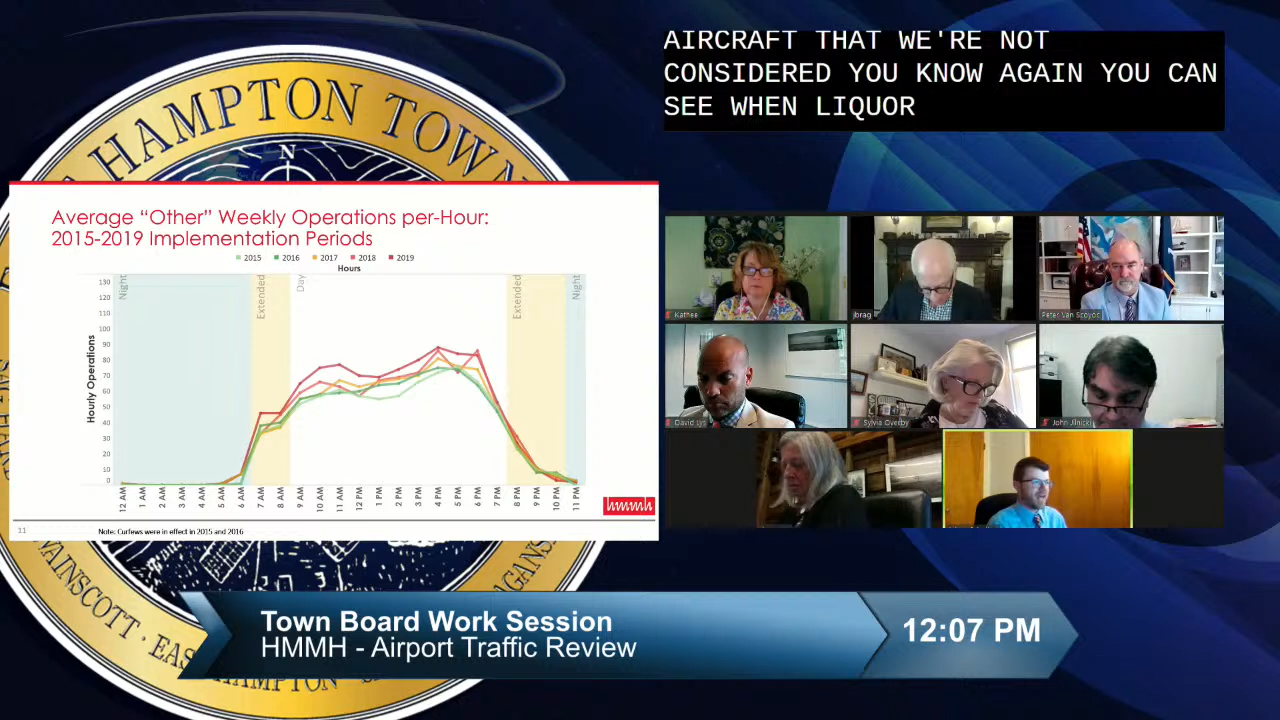 AIRCRAFT THAT WE'RE NOT
CONSIDERED YOU KNOW AGAIN YOU CAN
SEE WHEN LIQUOR
HAMPTON TOWN
N
Average “Other” Weekly Operations per-Hour:
2015-2019 Implementation Periods
2015 2016 2017 2018 2019
Hours
Night Extended Day Extended Night
Hourly Operations
130
120
110
100
90
80
70
60
50
40
30
20
10
0
12 AM 1 AM 2 AM 3 AM 4 AM 5 AM 6 AM 7 AM 8 AM 9 AM 10 AM 11 AM 12 PM 1 PM 2 PM 3 PM 4 PM 5 PM 6 PM 7 PM 8 PM 9 PM 10 PM 11 PM
hmmh
11
Note: Curfews were in effect in 2015 and 2016
Kathee
jbrag
Peter Van Scoyoc
David Lys
Sylvia Overby
John Jilnicki
WAINSCOTT · EAS
HAMPTON
Town Board Work Session
HMMH - Airport Traffic Review
12:07 PM